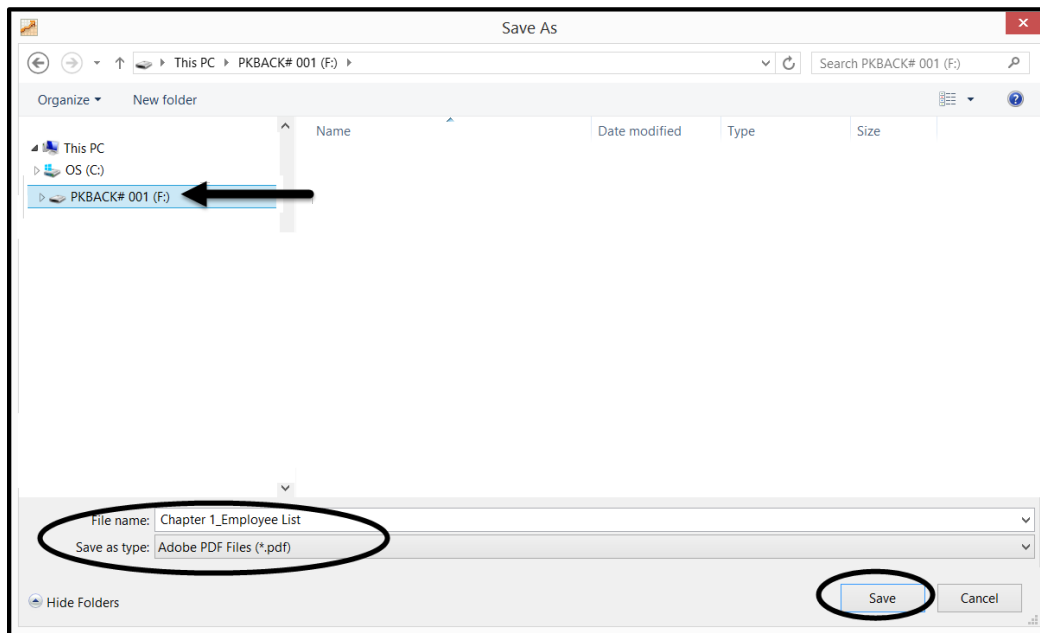 Save As
This PC PKBACK# 001 (F:)
Search PKBACK# 001 (F:)
Organize
New folder
Name
Date modified
Type
Size
This PC
OS (C:)
PKBACK# 001 (F:)
File name: Chapter 1_Employee List
Save as type: Adobe PDF Files (*.pdf)
Hide Folders
Save
Cancel